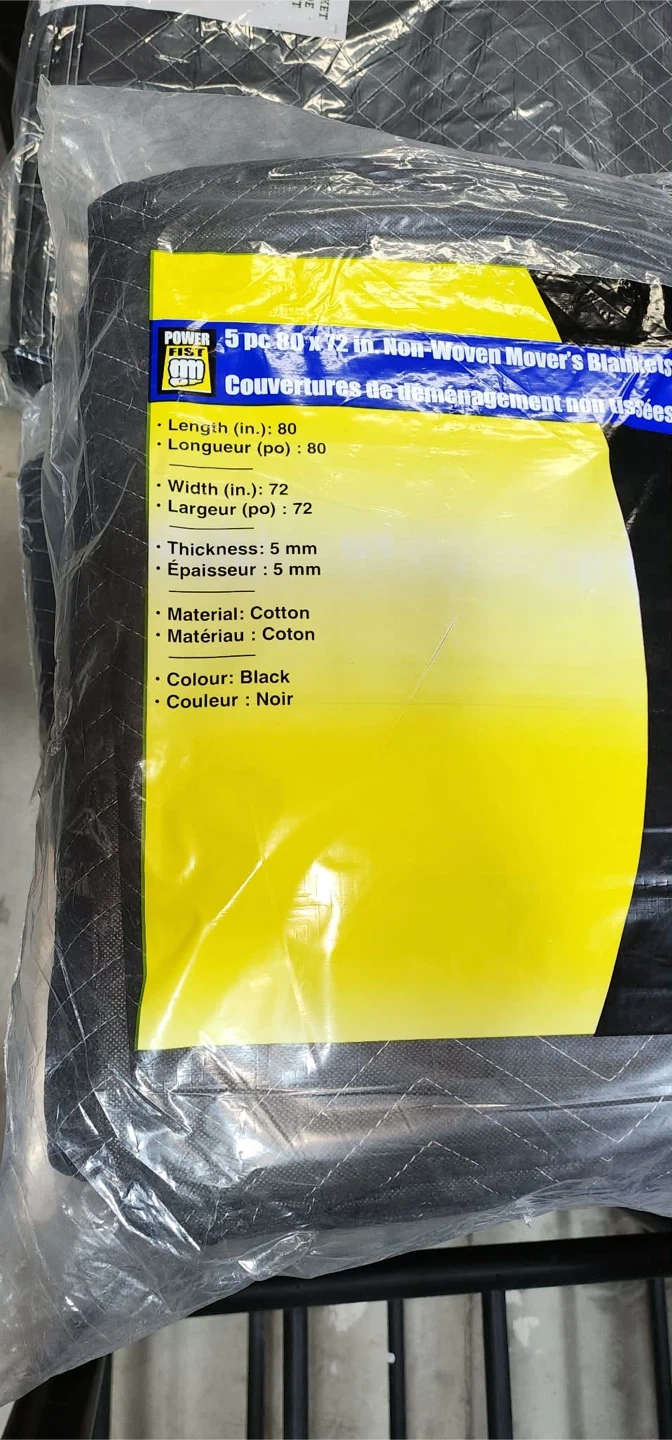 POWER
FIST
5 pc 80 x 72 in. Non-Woven Mover's Blankets
Couvertures de déménagement non tissées
· Length (in.): 80
· Longueur (po) : 80
· Width (in.): 72
· Largeur (po) : 72
· Thickness: 5 mm
· Épaisseur : 5 mm
· Material: Cotton
· Matériau : Coton
· Colour: Black
· Couleur : Noir